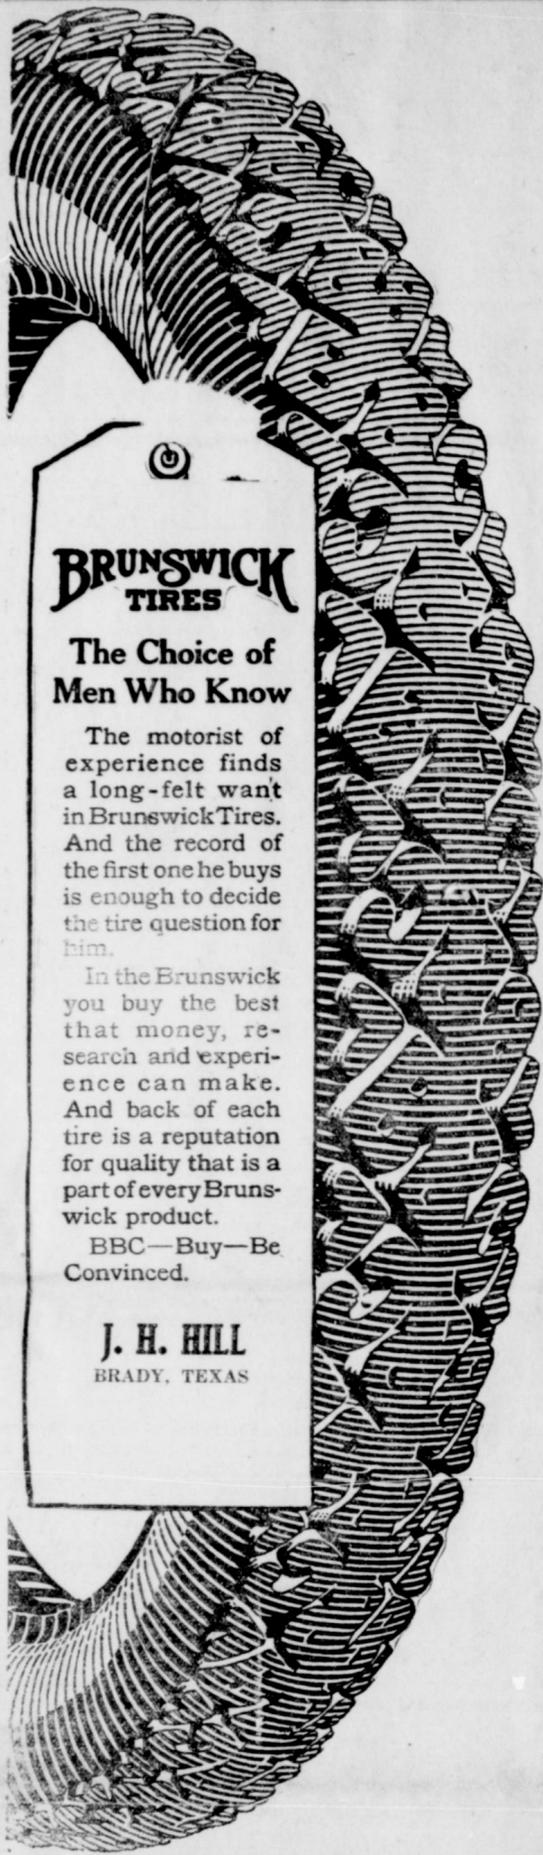 BRUNSWICK
TIRES
The Choice of
Men Who Know
The motorist of
experience finds
a long-felt want
in Brunswick Tires.
And the record of
the first one he buys
is enough to decide
the tire question for
him.
In the Brunswick
you buy the best
that money, re-
search and experi-
ence can make.
And back of each
tire is a reputation
for quality that is a
part of every Bruns-
wick product.
BBC—Buy—Be
Convinced.
J. H. HILL
BRADY, TEXAS